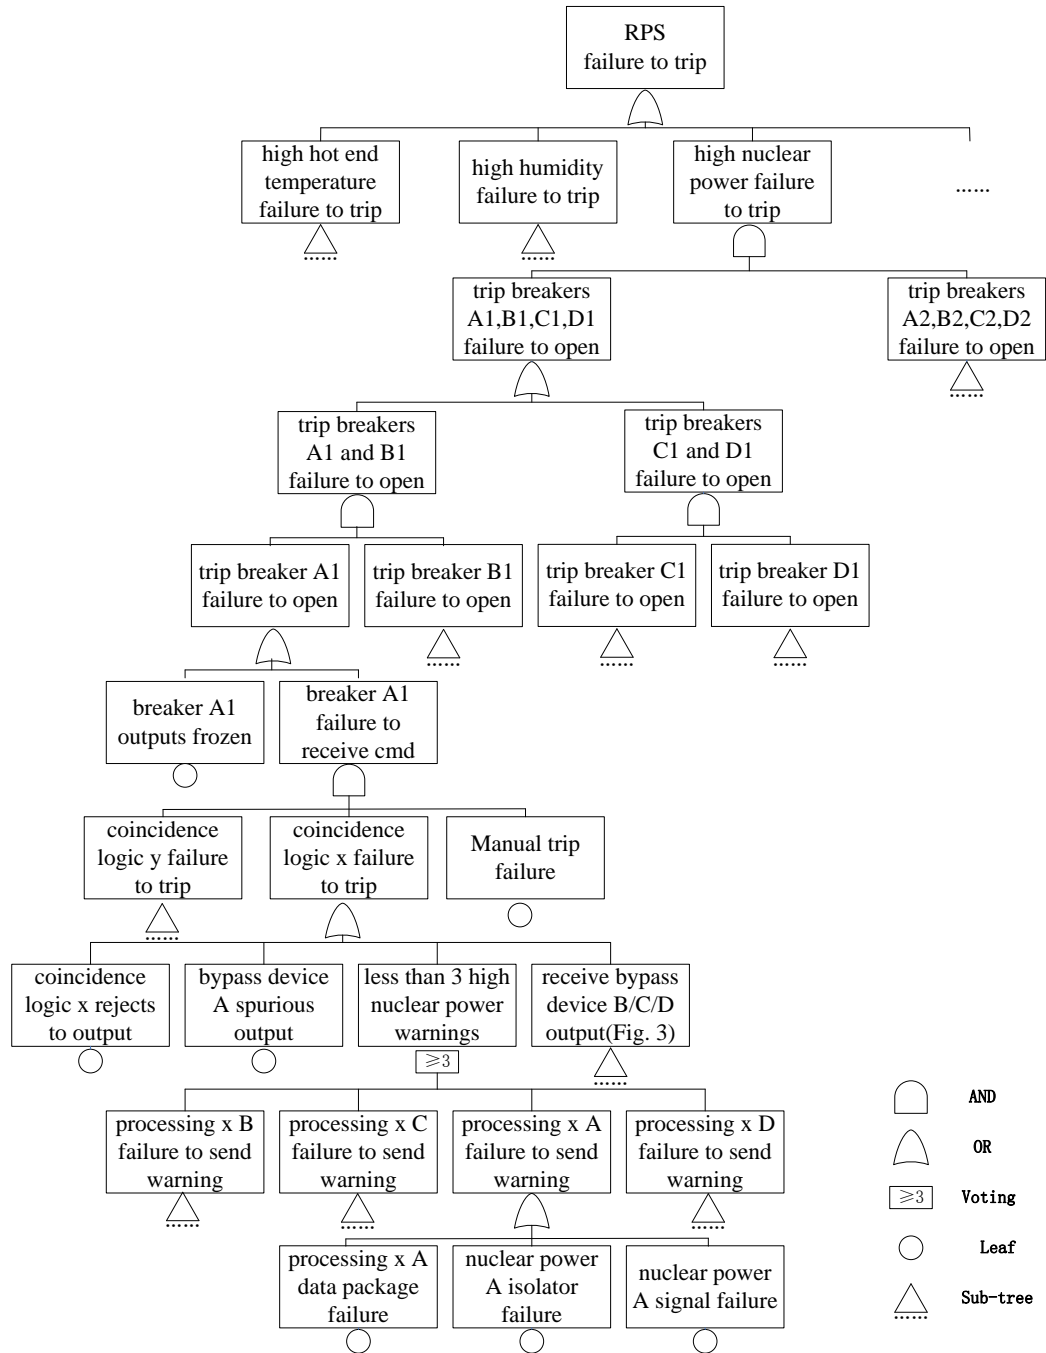 RPS
failure to trip
high hot end
temperature
failure to trip
high humidity
failure to trip
high nuclear
power failure
to trip
......
......
......
trip breakers
A1,B1,C1,D1
failure to open
trip breakers
A2,B2,C2,D2
failure to open
......
trip breakers
A1 and B1
failure to open
trip breakers
C1 and D1
failure to open
trip breaker A1
failure to open
trip breaker B1
failure to open
trip breaker C1
failure to open
trip breaker D1
failure to open
......
......
......
breaker A1
outputs frozen
breaker A1
failure to
receive cmd
coincidence
logic y failure
to trip
coincidence
logic x failure
to trip
Manual trip
failure
......
coincidence
logic x rejects
to output
bypass device
A spurious
output
less than 3 high
nuclear power
warnings
receive bypass
device B/C/D
output(Fig. 3)
≥3
......
processing x B
failure to send
warning
processing x C
failure to send
warning
processing x A
failure to send
warning
processing x D
failure to send
warning
......
......
......
processing x A
data package
failure
nuclear power
A isolator
failure
nuclear power
A signal failure
AND
OR
≥3 Voting
Leaf
Sub-tree
......